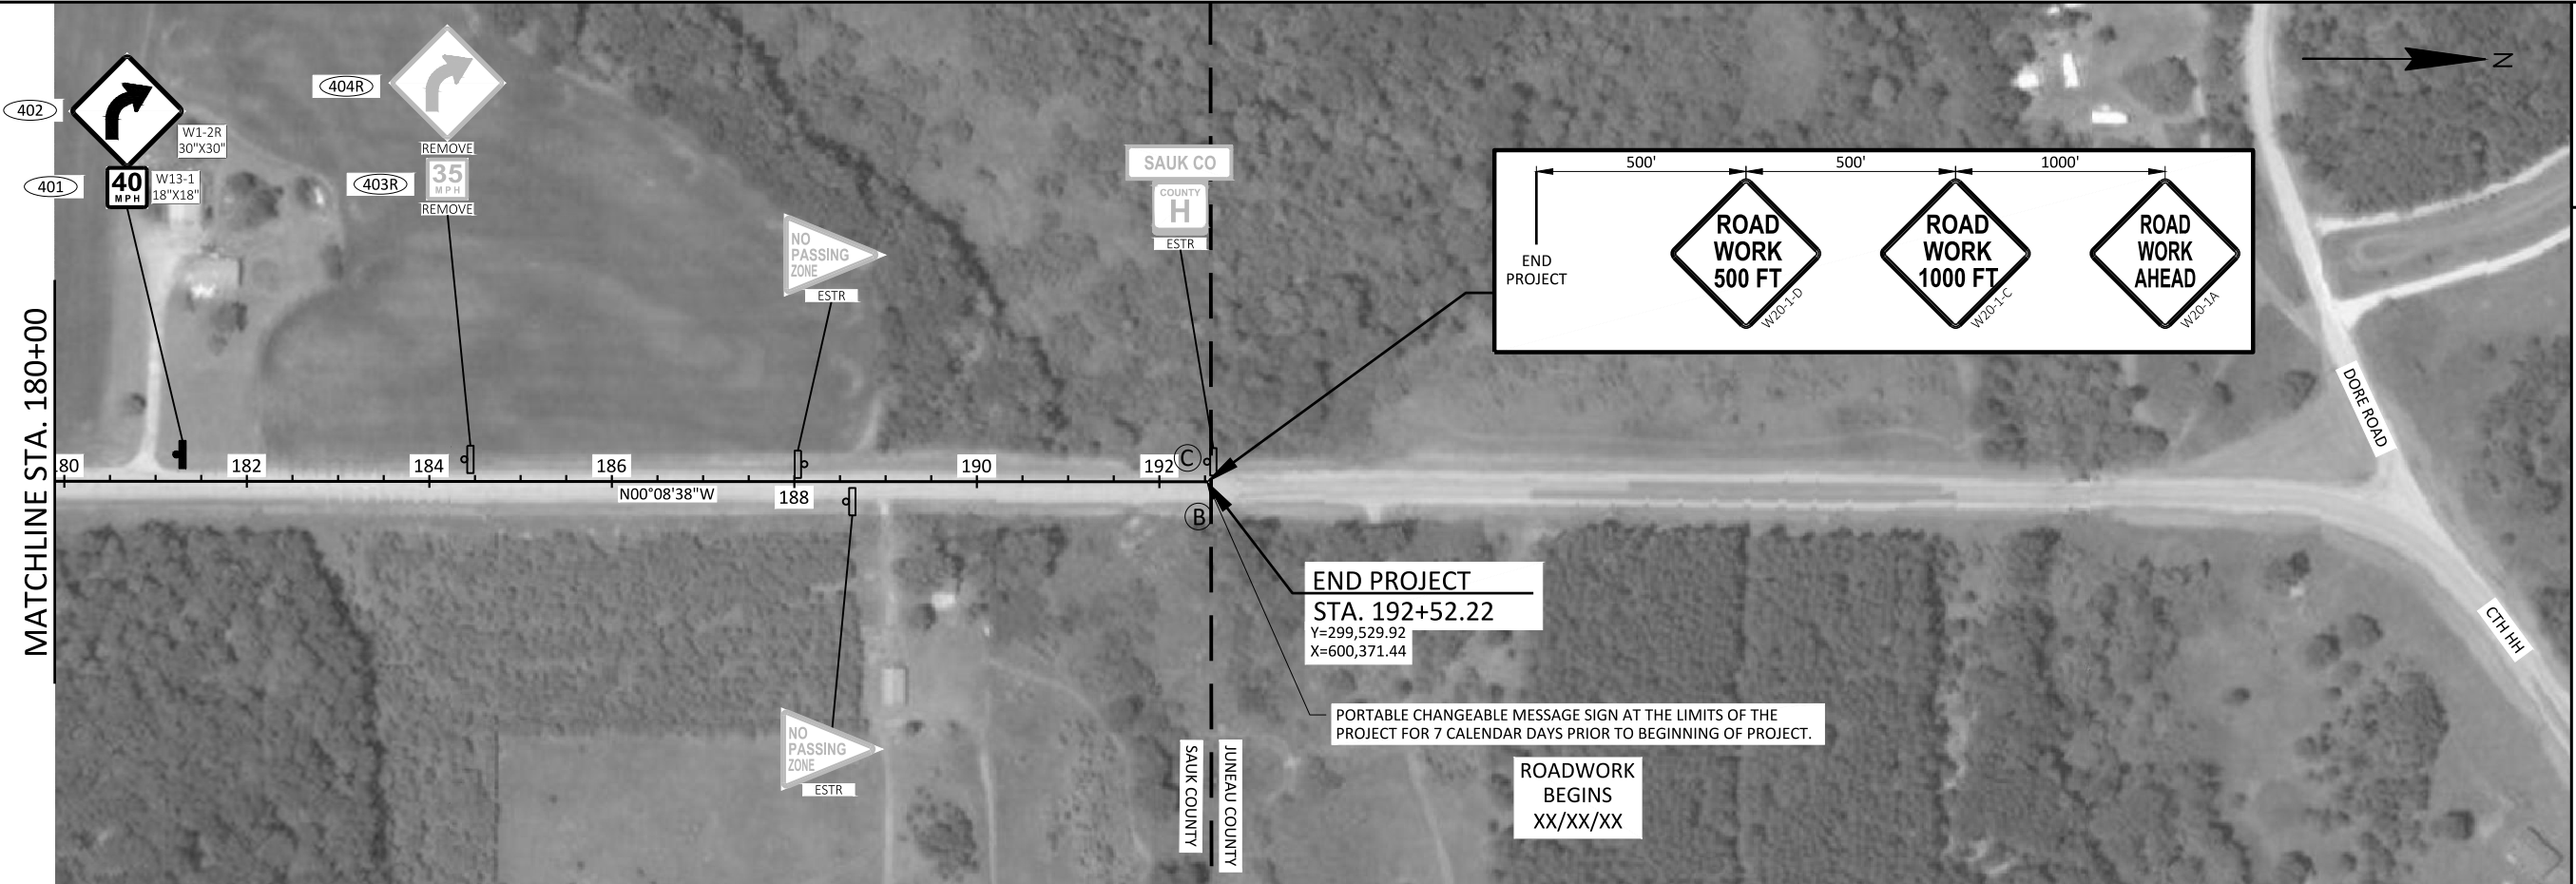 MATCHLINE STA. 180+00
402
W1-2R
30"X30"
401
40
MPH
W13-1
18"X18"
404R
REMOVE
403R
35
MPH
REMOVE
NO
PASSING
ZONE
ESTR
SAUK CO
COUNTY
H
ESTR
500'
500'
1000'
END
PROJECT
ROAD
WORK
500 FT
W20-1-D
ROAD
WORK
1000 FT
W20-1-C
ROAD
WORK
AHEAD
W20-1A
N
DORE ROAD
CTH HH
80
182
184
186
188
190
192
N00°08'38"W
C
B
END PROJECT
STA. 192+52.22
Y=299,529.92
X=600,371.44
PORTABLE CHANGEABLE MESSAGE SIGN AT THE LIMITS OF THE
PROJECT FOR 7 CALENDAR DAYS PRIOR TO BEGINNING OF PROJECT.
ROADWORK
BEGINS
XX/XX/XX
NO
PASSING
ZONE
ESTR
SAUK COUNTY
JUNEAU COUNTY